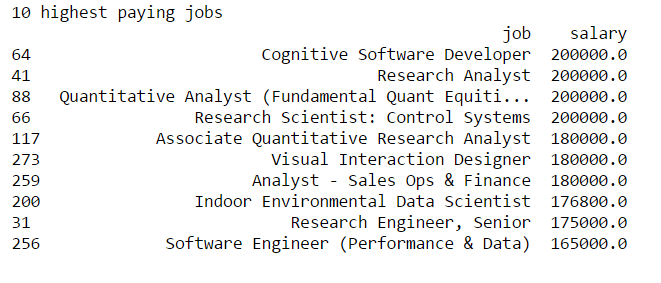 10 highest paying jobs
job salary
64 Cognitive Software Developer 200000.0
41 Research Analyst 200000.0
88 Quantitative Analyst (Fundamental Quant Equiti... 200000.0
66 Research Scientist: Control Systems 200000.0
117 Associate Quantitative Research Analyst 180000.0
273 Visual Interaction Designer 180000.0
259 Analyst - Sales Ops & Finance 180000.0
200 Indoor Environmental Data Scientist 176800.0
31 Research Engineer, Senior 175000.0
256 Software Engineer (Performance & Data) 165000.0